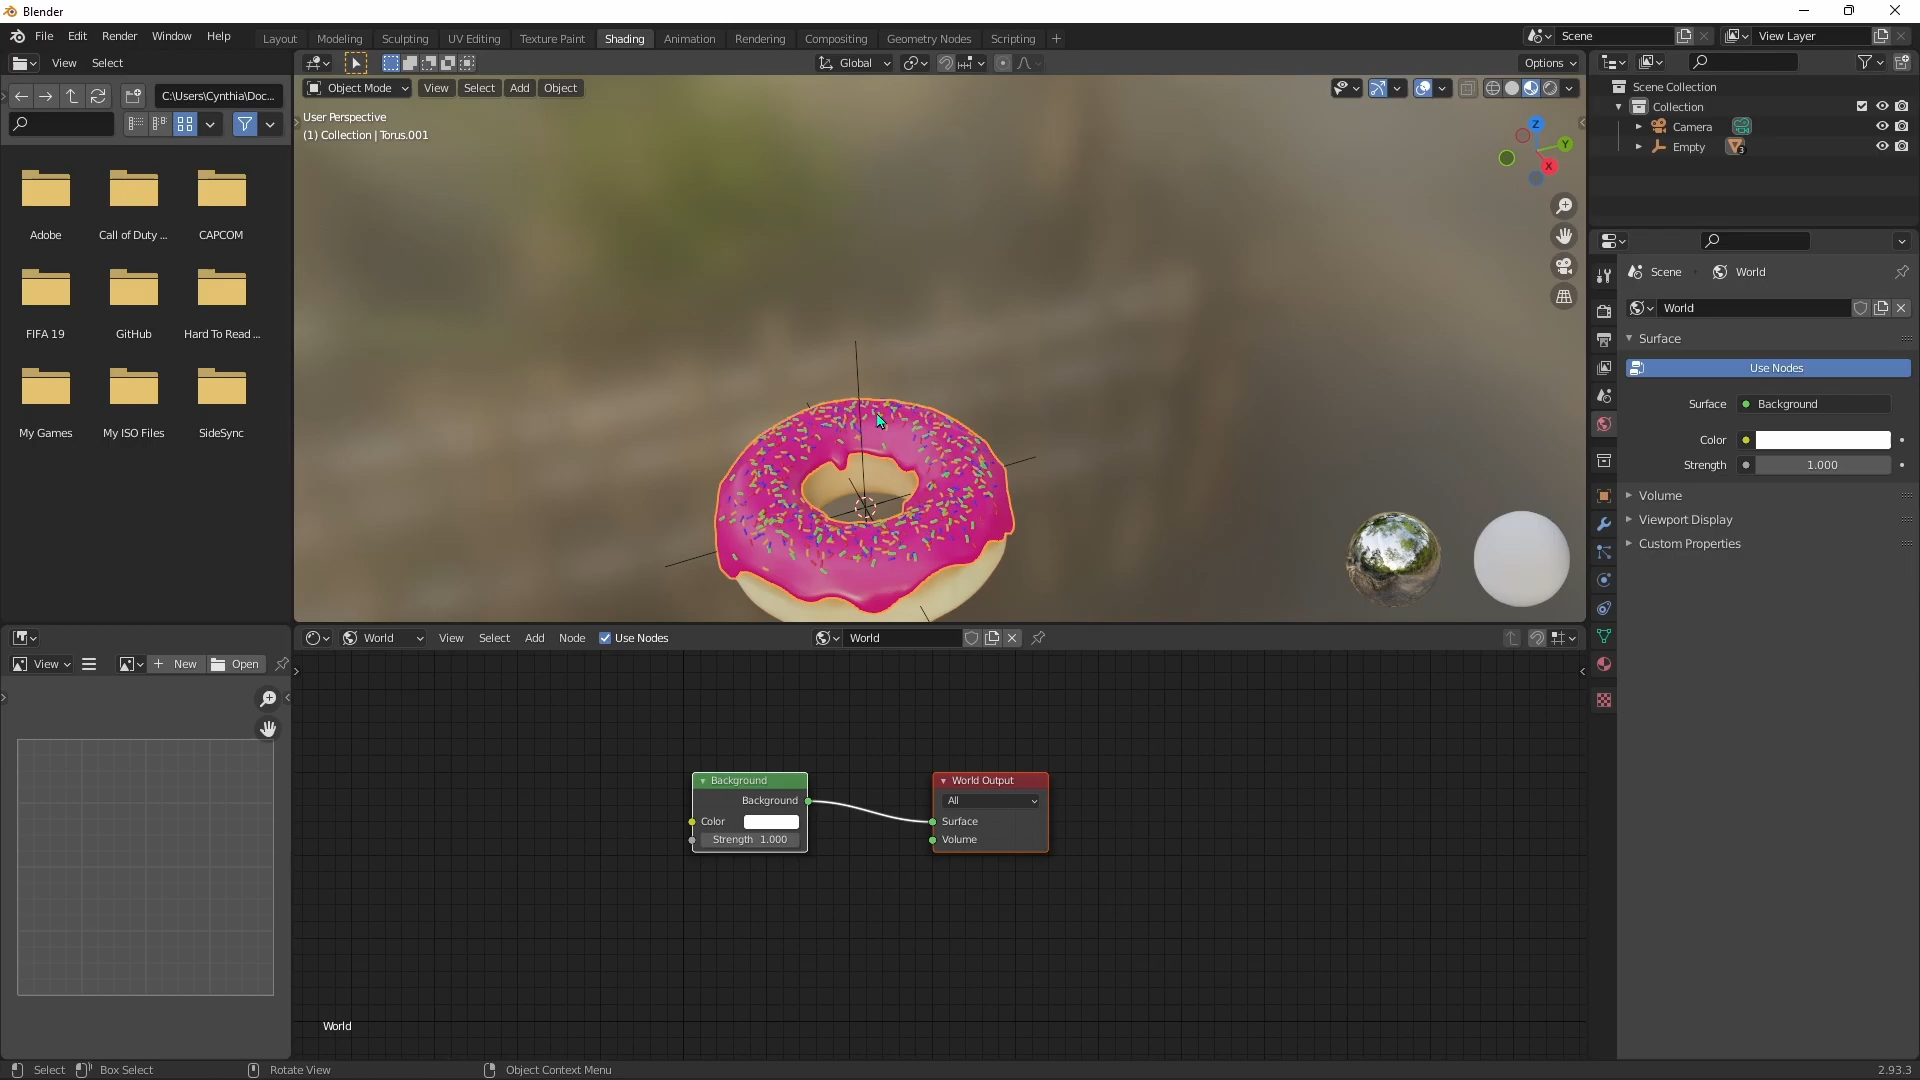 Blender
File Edit Render Window Help
Layout Modeling Sculpting UV Editing Texture Paint Shading Animation Rendering Compositing Geometry Nodes Scripting +
Scene
View Layer
View Select
Global
Options
C:\Users\Cynthia\Doc...
Object Mode View Select Add Object
User Perspective
(1) Collection | Torus.001
Z
Y
X
Adobe
Call of Duty ...
CAPCOM
FIFA 19
GitHub
Hard To Read ...
My Games
My ISO Files
SideSync
Scene Collection
Collection
Camera
Empty
3
Scene World
World
Surface
Use Nodes
Surface Background
Color
Strength 1.000
Volume
Viewport Display
Custom Properties
View
+ New
Open
World View Select Add Node Use Nodes
World
Background
Background
Color
Strength 1.000
World Output
All
Surface
Volume
World
Select
Box Select
Rotate View
Object Context Menu
2.93.3